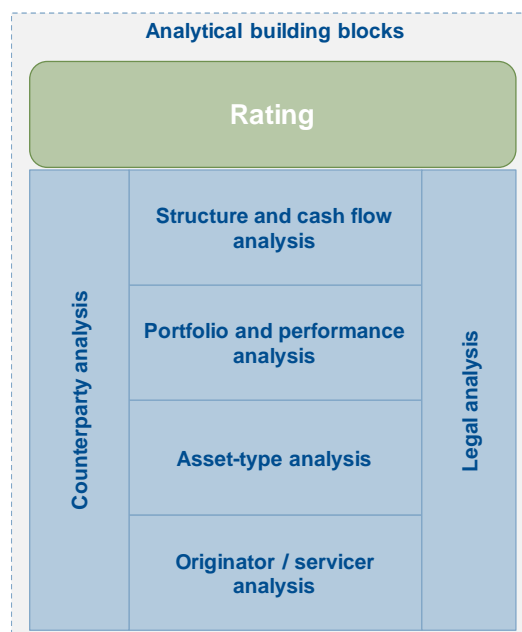 Analytical building blocks
Rating
Counterparty analysis
Structure and cash flow
analysis
Portfolio and performance
analysis
Asset-type analysis
Originator / servicer
analysis
Legal analysis